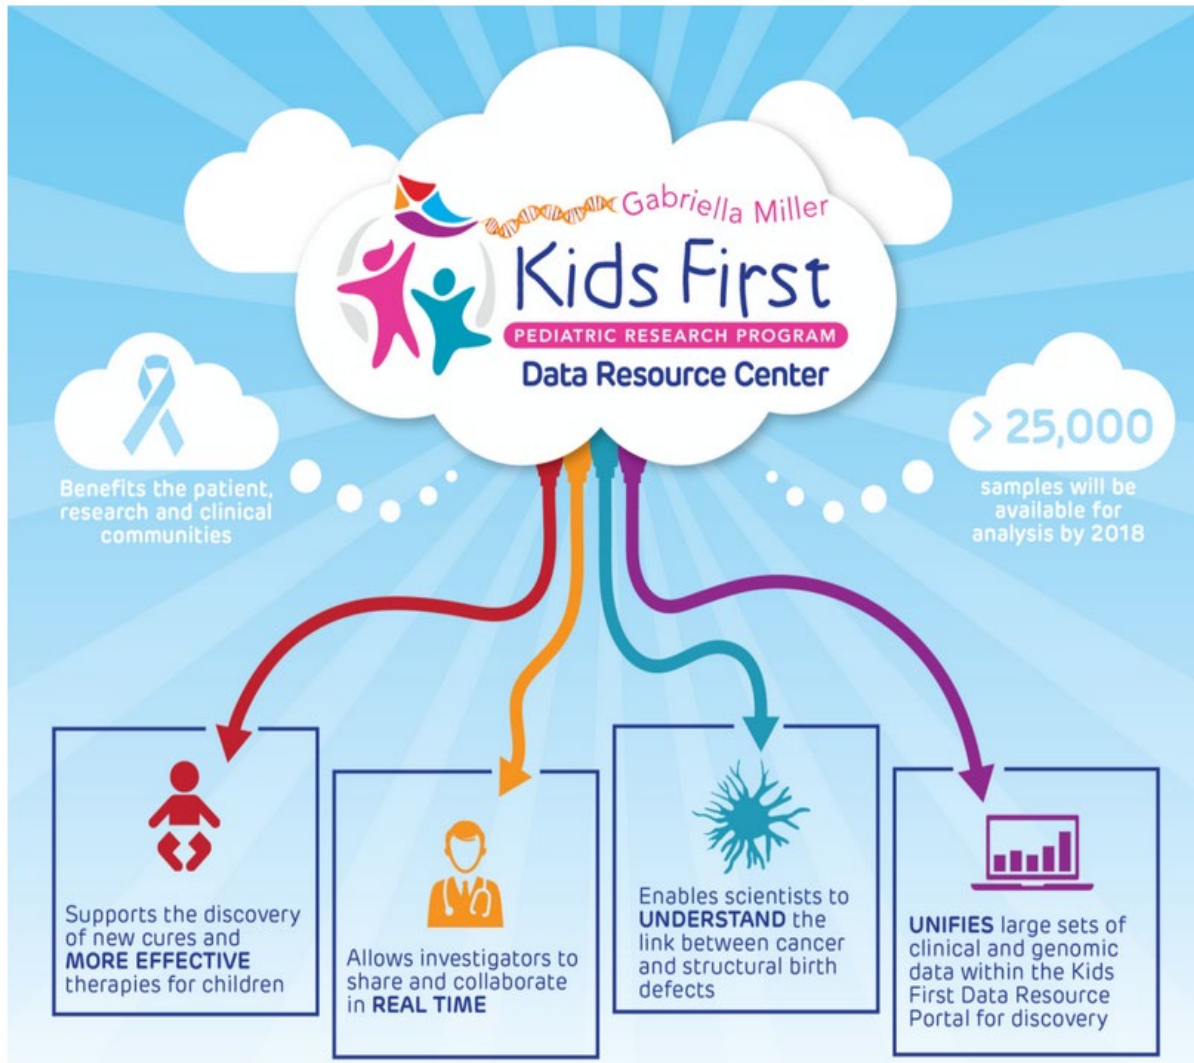 Gabriella Miller
Kids First
PEDIATRIC RESEARCH PROGRAM
Data Resource Center
Benefits the patient,
research and clinical
communities
> 25,000
samples will be
available for
analysis by 2018
Supports the discovery
of new cures and
MORE EFFECTIVE
therapies for children
Allows investigators to
share and collaborate
in REAL TIME
Enables scientists to
UNDERSTAND the
link between cancer
and structural birth
defects
UNIFIES large sets of
clinical and genomic
data within the Kids
First Data Resource
Portal for discovery